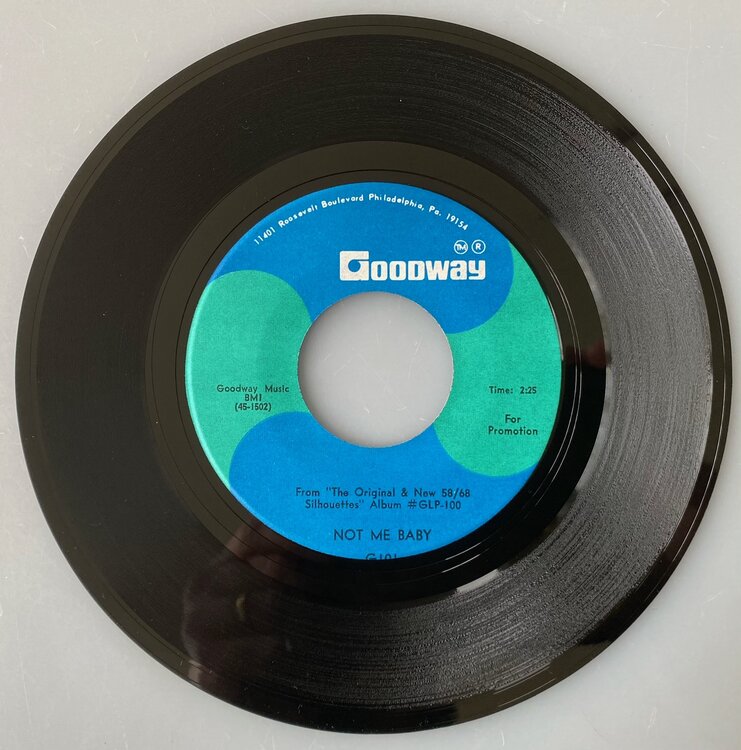 11401 Roosevelt Boulevard Philadelphia, Pa. 19154
TM R
GOODWAY
Goodway Music
BMI
(45-1502)
Time: 2:25
For
Promotion
From "The Original & New 58/68
Silhouettes" Album #GLP-100
NOT ME BABY